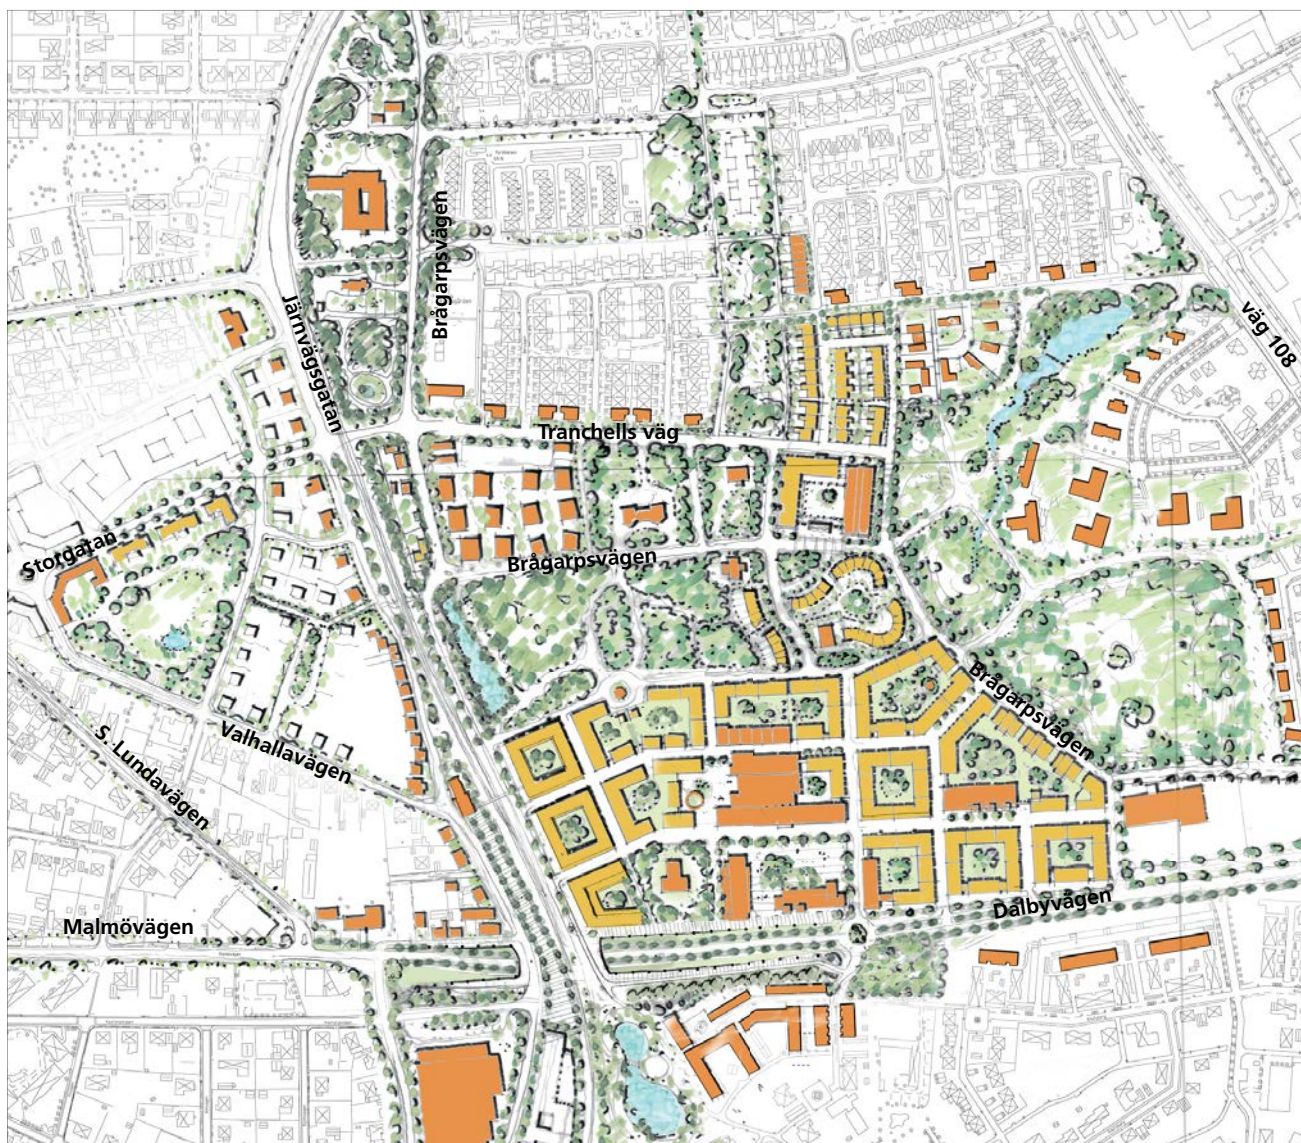 väg 108
Brågarpsvägen
Järnvägsgatan
Tranchells väg
Storgatan
Brågarpsvägen
Brågarpsvägen
Valhallavägen
S. Lundavägen
Malmövägen
Dalbyvägen